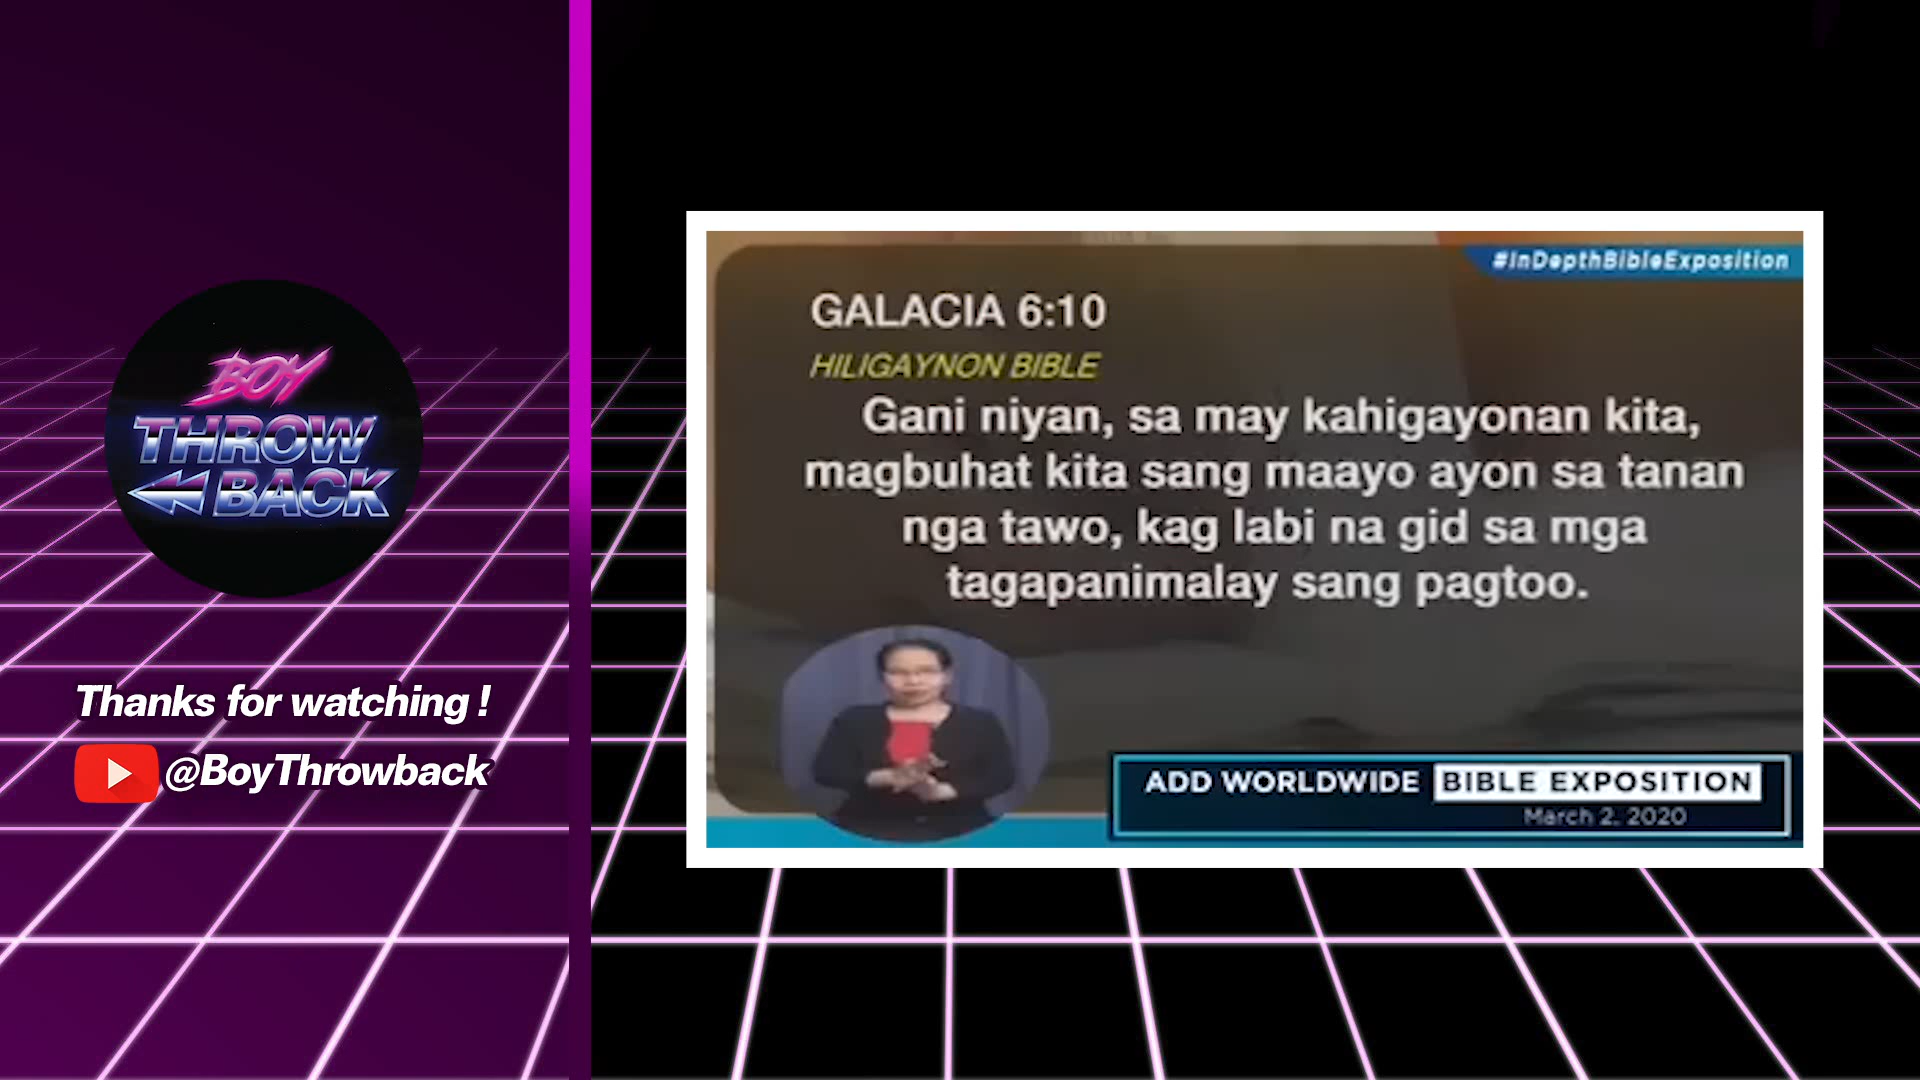 BOY
THROW
BACK
Thanks for watching !
@BoyThrowback
#InDepthBibleExposition
GALACIA 6:10
HILIGAYNON BIBLE
Gani niyan, sa may kahigayonan kita,
magbuhat kita sang maayo ayon sa tanan
nga tawo, kag labi na gid sa mga
tagapanimalay sang pagtoo.
ADD WORLDWIDE BIBLE EXPOSITION
March 2, 2020